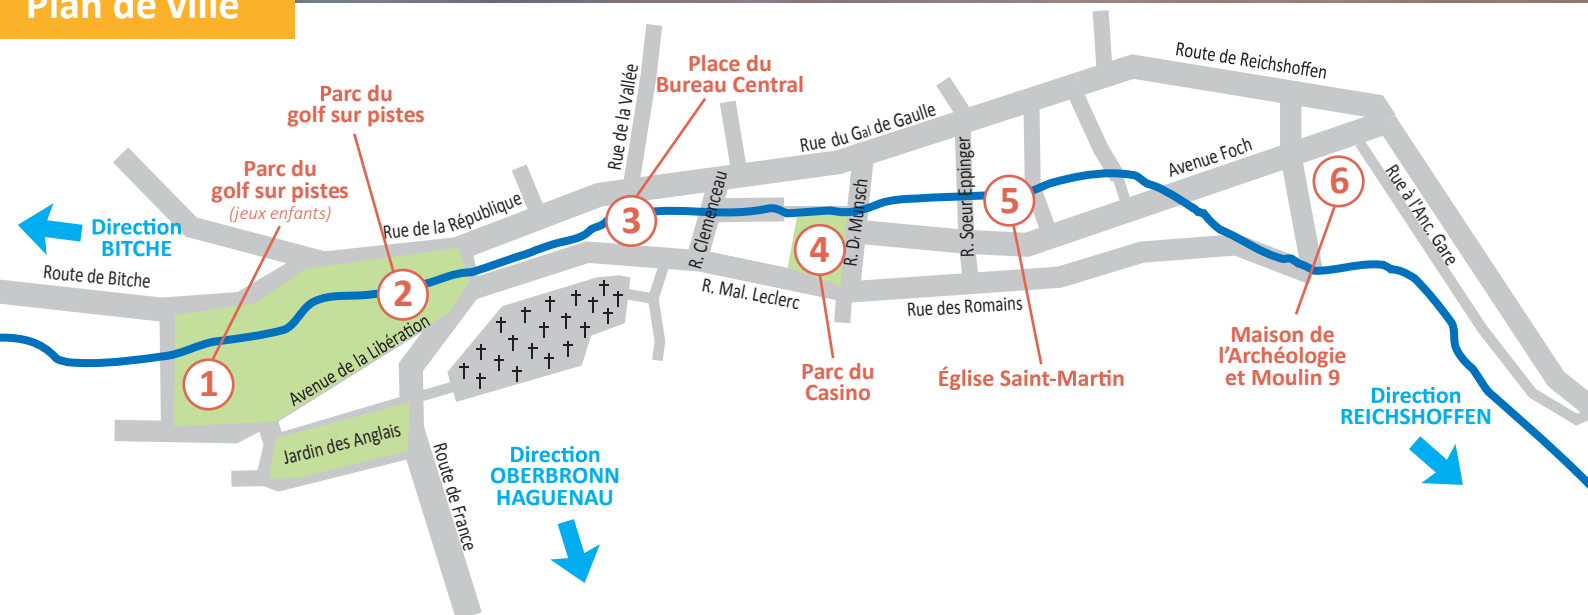 Plan de ville
Route de Reichshoffen
Place du
Bureau Central
Rue de la Vallée
Parc du
golf sur pistes
Rue du Gal de Gaulle
Avenue Foch
Parc du
golf sur pistes
(jeux enfants)
R. Clemenceau
R. Dr Munsch
R. Soeur Eppinger
Rue à l'Anc. Gare
Rue de la République
Direction
BITCHE
Route de Bitche
1
2
3
4
5
6
R. Mal. Leclerc
Rue des Romains
Avenue de la Libération
Parc du
Casino
Église Saint-Martin
Maison de
l'Archéologie
et Moulin 9
Direction
REICHSHOFFEN
Jardin des Anglais
Route de France
Direction
OBERBRONN
HAGUENAU